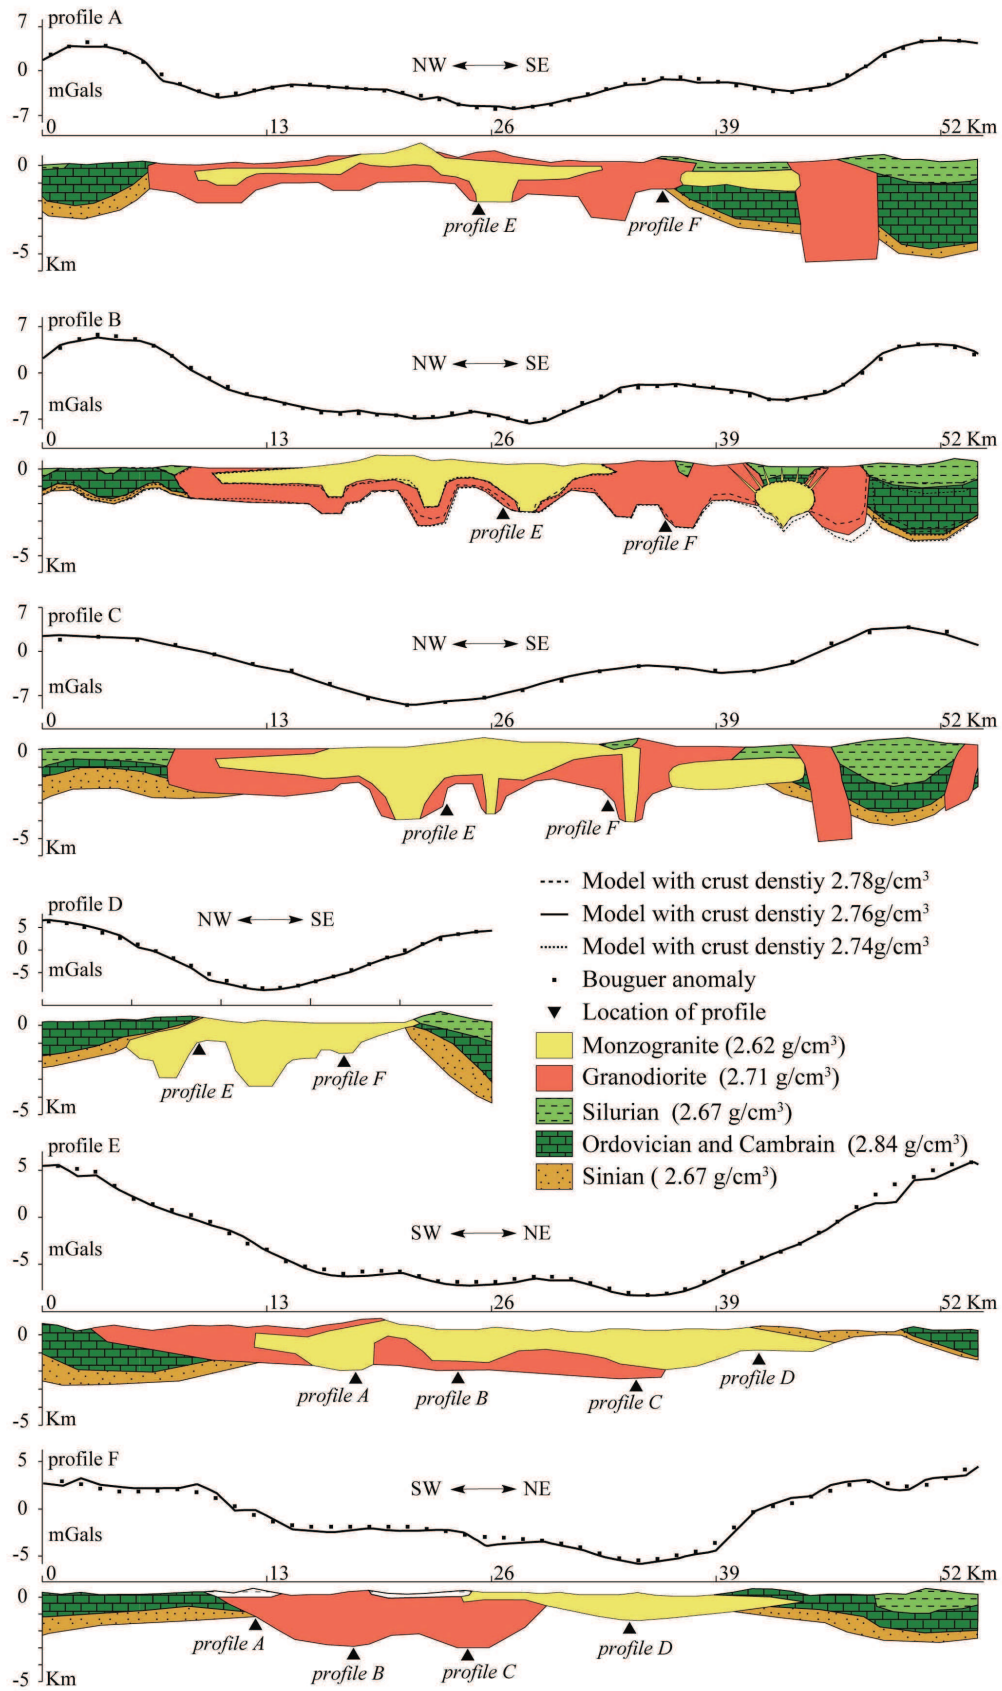 profile A
7
0
-7
mGals
NW SE
0 13 26 39 52 Km
0
-5
Km
profile E
profile F
profile B
7
0
-7
mGals
NW SE
0 13 26 39 52 Km
0
-5
Km
profile E
profile F
profile C
7
0
-7
mGals
NW SE
0 13 26 39 52 Km
0
-5
Km
profile E
profile F
Model with crust denstiy 2.78g/cm³
Model with crust denstiy 2.76g/cm³
Model with crust denstiy 2.74g/cm³
Bouguer anomaly
Location of profile
Monzogranite (2.62 g/cm³)
Granodiorite (2.71 g/cm³)
Silurian (2.67 g/cm³)
Ordovician and Cambrain (2.84 g/cm³)
Sinian ( 2.67 g/cm³)
profile D
5
0
-5
mGals
NW SE
0
-5
Km
profile E
profile F
profile E
5
0
-5
mGals
SW NE
0 13 26 39 52 Km
0
-5
Km
profile A
profile B
profile C
profile D
profile F
5
0
-5
mGals
SW NE
0 13 26 39 52 Km
0
-5
Km
profile A
profile B
profile C
profile D